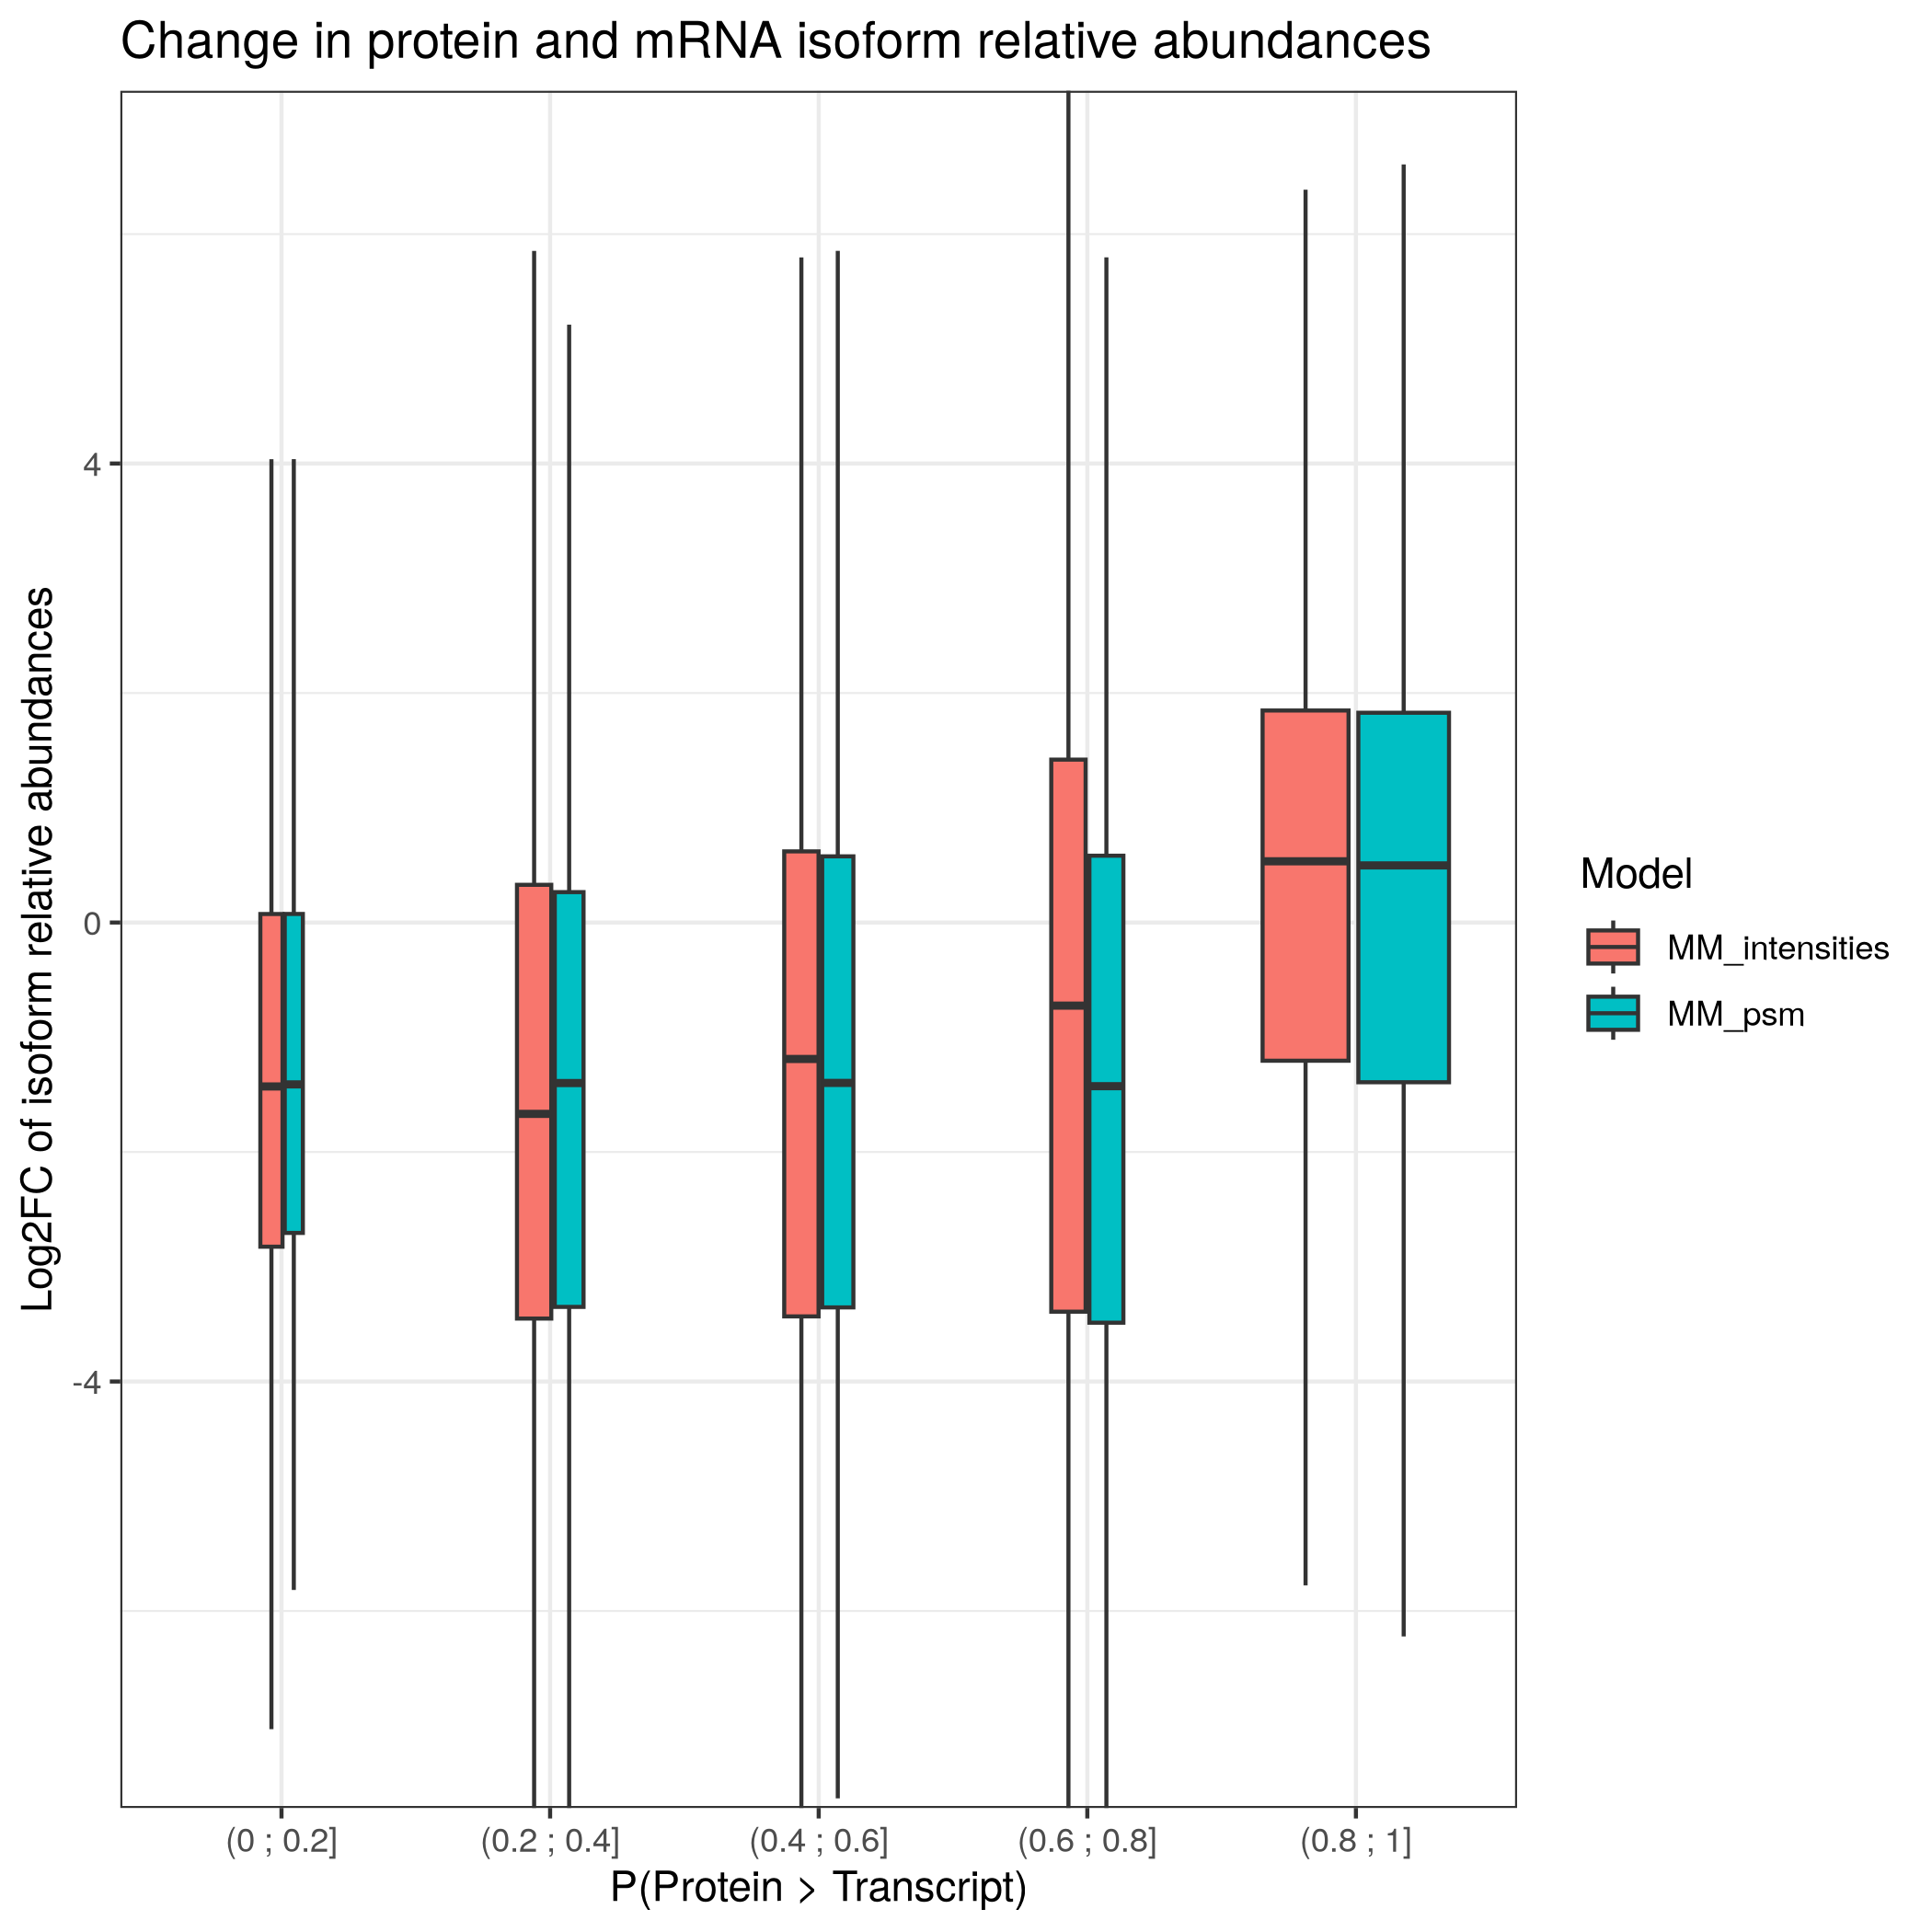 Change in protein and mRNA isoform relative abundances
Log2FC of isoform relative abundances
4
0
-4
(0 ; 0.2]
(0.2 ; 0.4]
(0.4 ; 0.6]
(0.6 ; 0.8]
(0.8 ; 1]
P(Protein > Transcript)
Model
MM_intensities
MM_psm